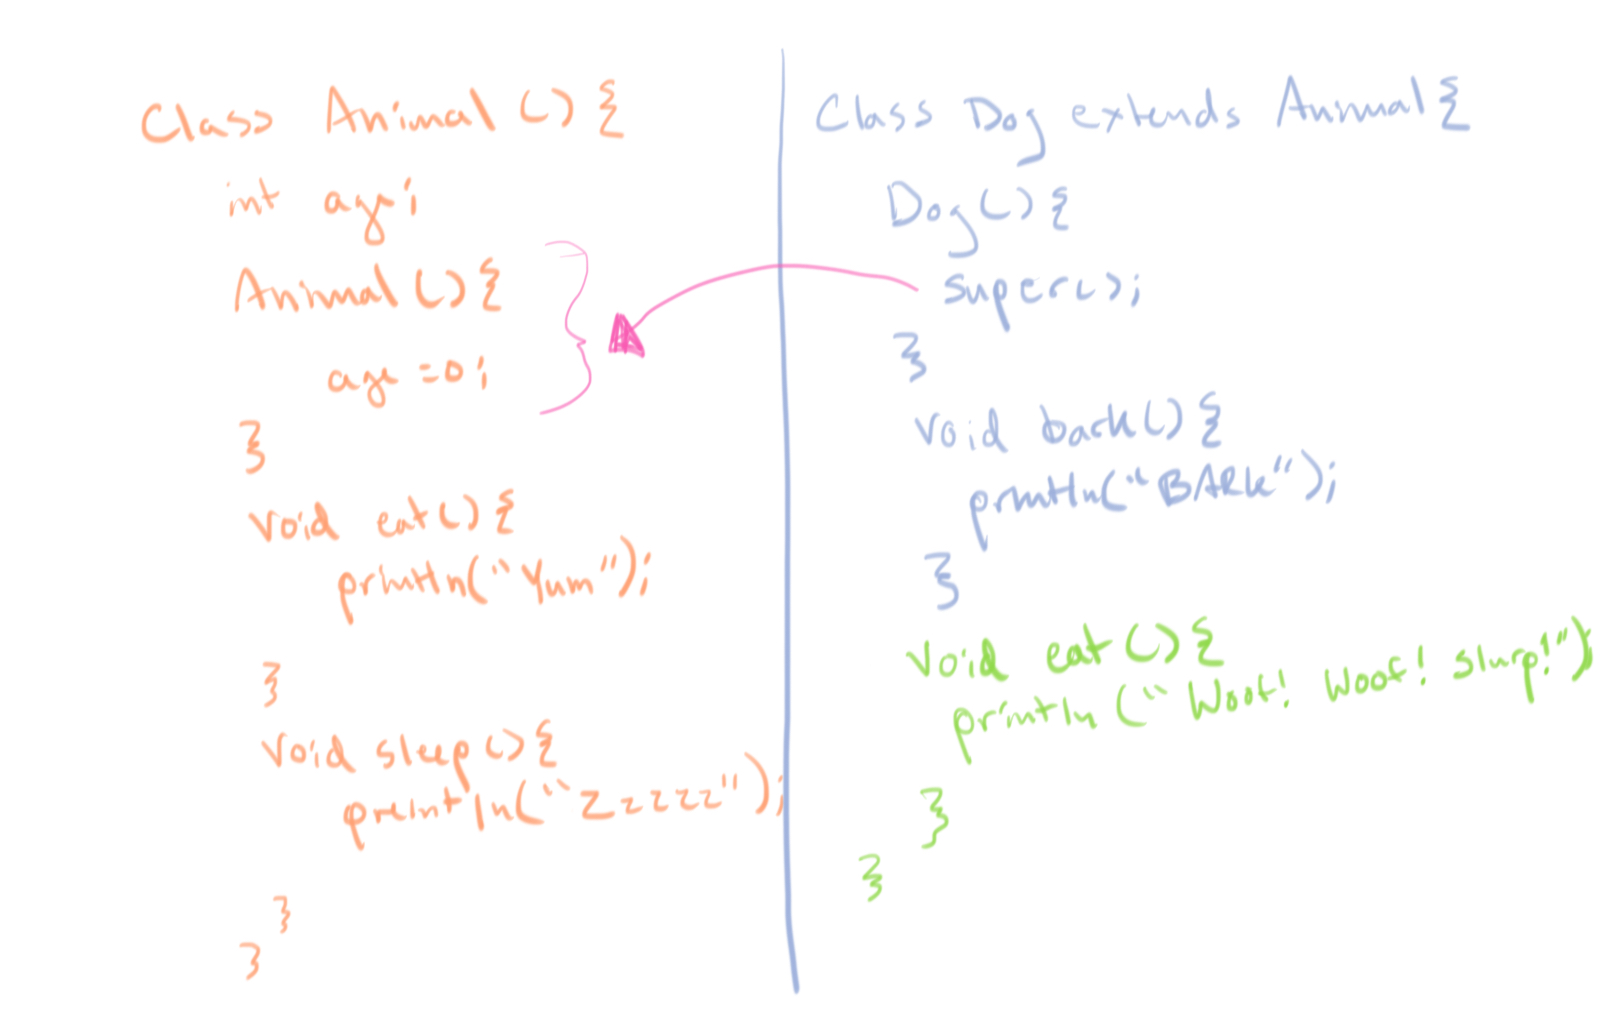 Class Animal () {
int age;
Animal () {
age = 0;
}
void eat () {
println("Yum");
}
void sleep () {
println("Zzzzz");
}
}
Class Dog extends Animal {
Dog () {
super();
}
void bark () {
println("BARK");
}
void eat () {
println ("Woof! Woof! slurp!");
}
}